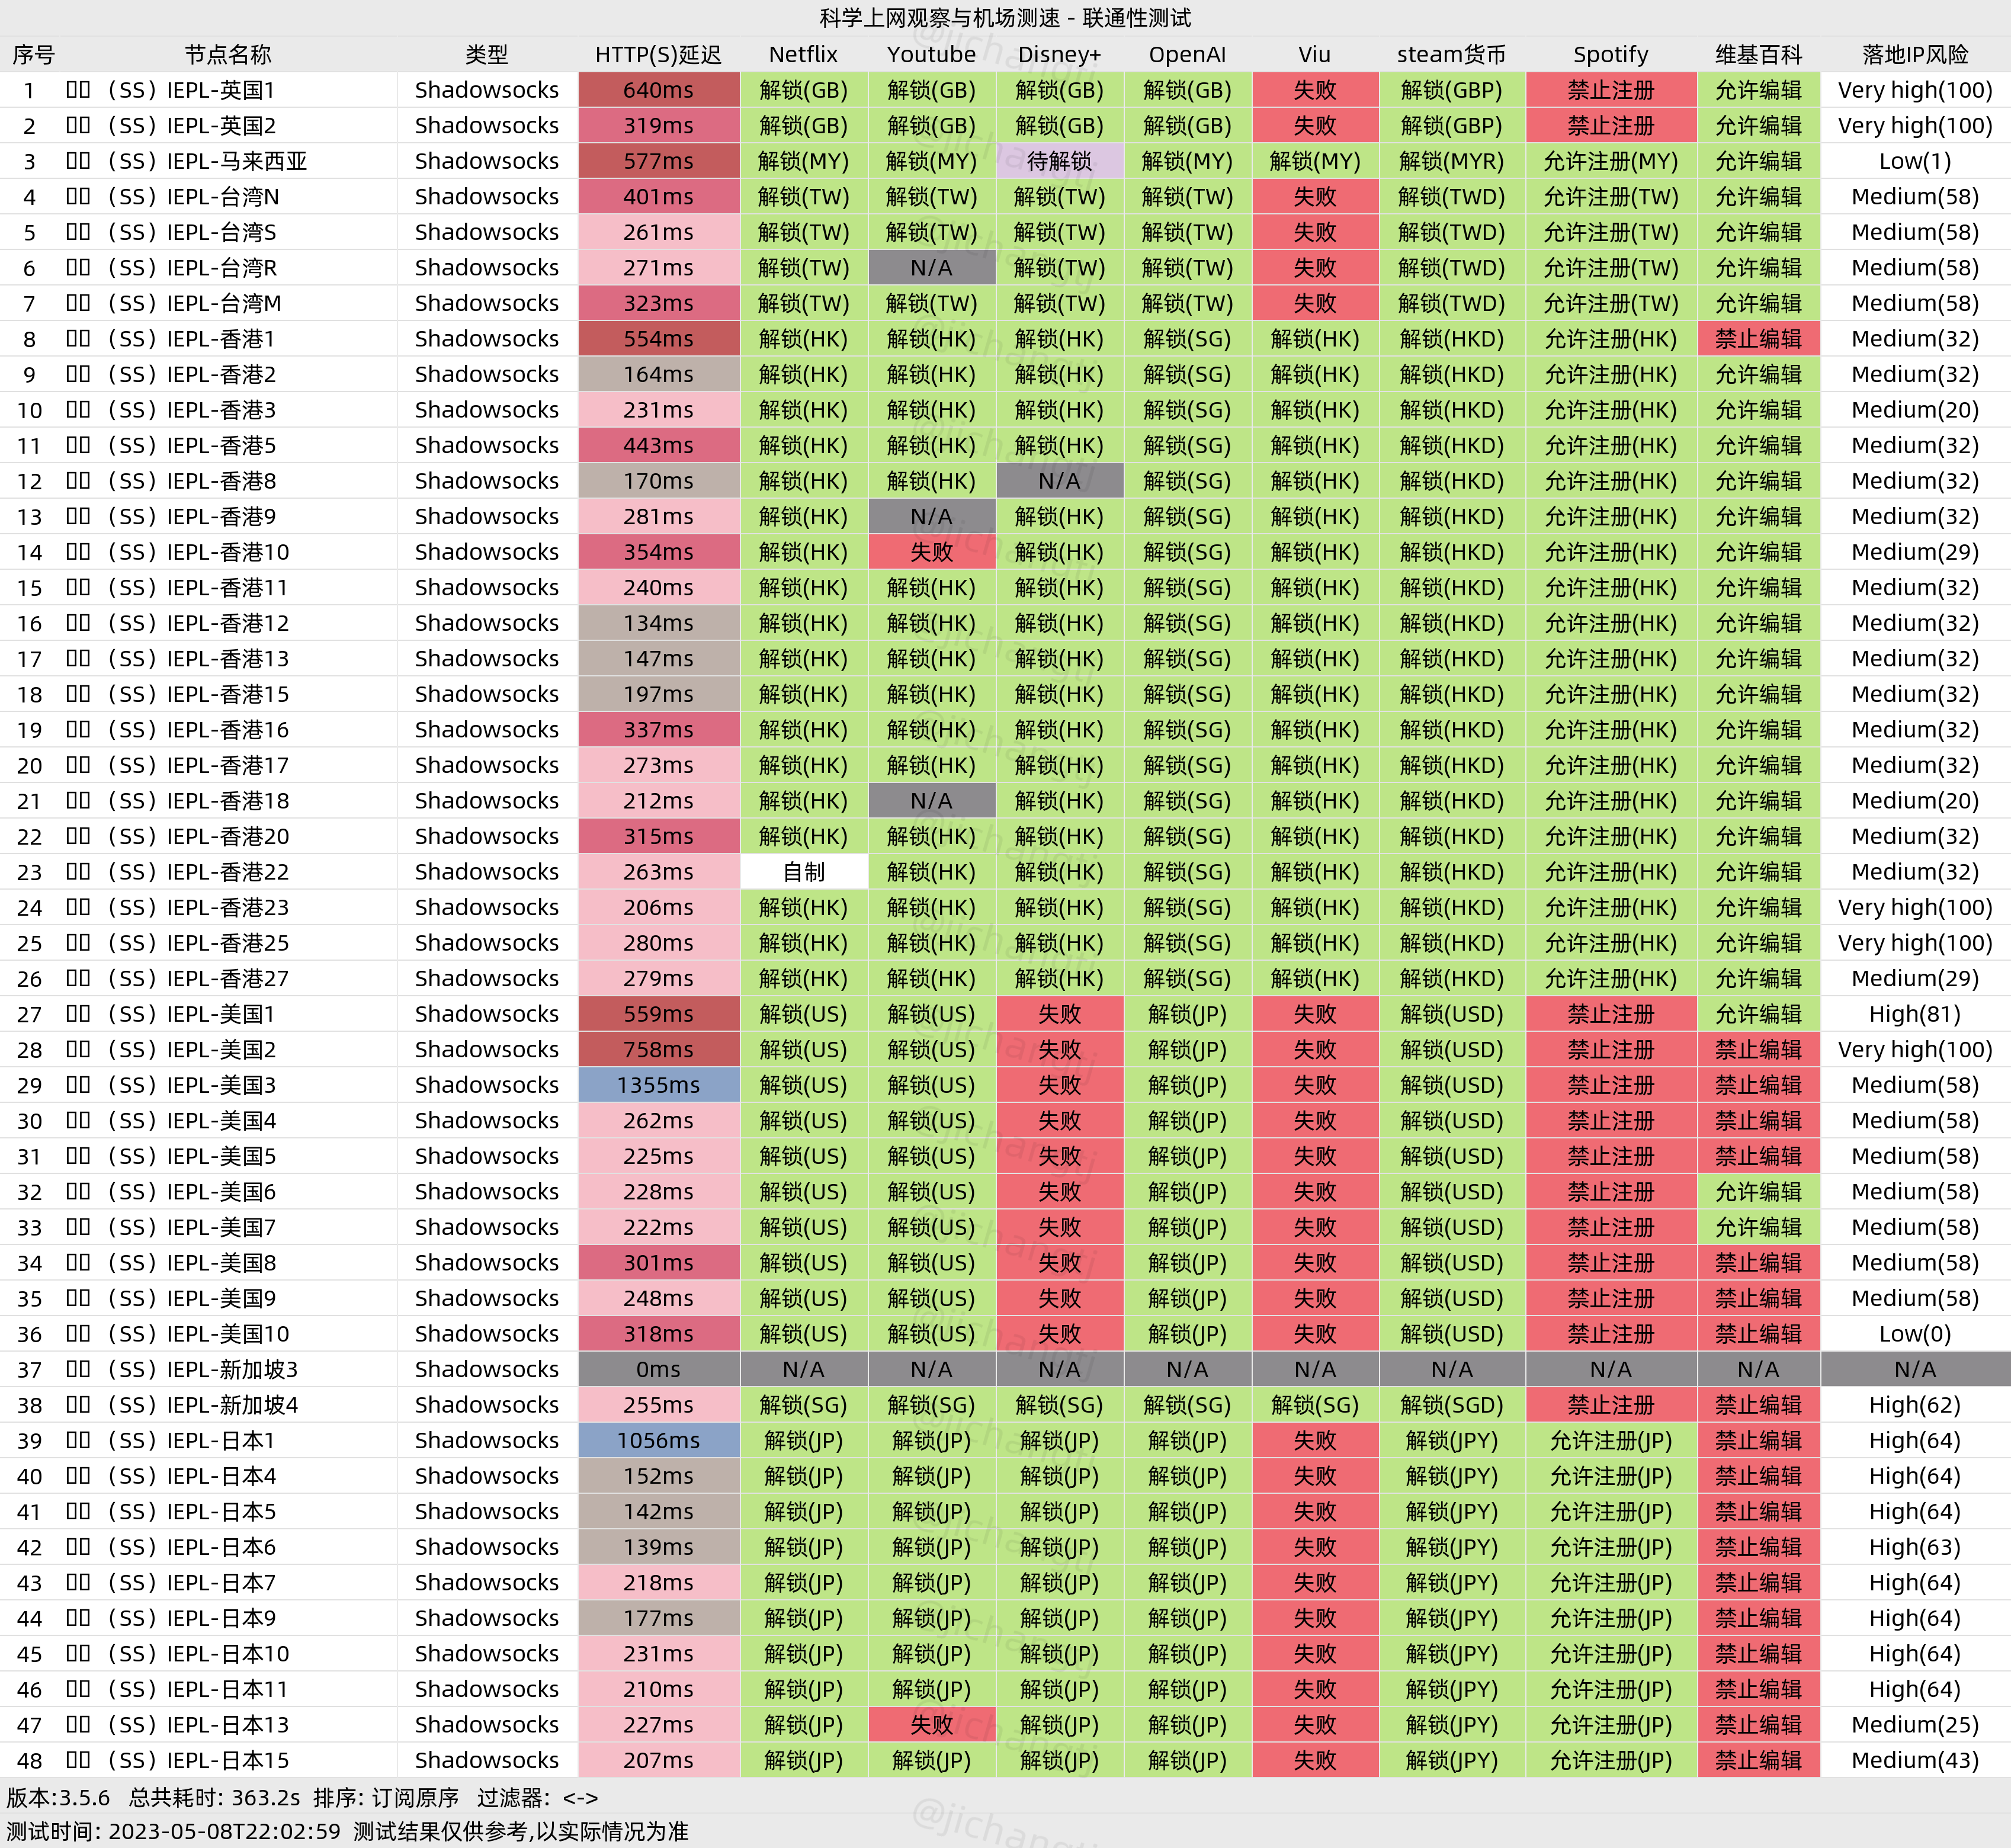 科学上网观察与机场测速 - 联通性测试
序号 节点名称 类型 HTTP(S)延迟 Netflix Youtube Disney+ OpenAI Viu steam货币 Spotify 维基百科 落地IP风险
1 (SS) IEPL-英国1 Shadowsocks 640ms 解锁(GB) 解锁(GB) 解锁(GB) 解锁(GB) 失败 解锁(GBP) 禁止注册 允许编辑 Very high(100)
2 (SS) IEPL-英国2 Shadowsocks 319ms 解锁(GB) 解锁(GB) 解锁(GB) 解锁(GB) 失败 解锁(GBP) 禁止注册 允许编辑 Very high(100)
3 (SS) IEPL-马来西亚 Shadowsocks 577ms 解锁(MY) 解锁(MY) 待解锁 解锁(MY) 解锁(MY) 解锁(MYR) 允许注册(MY) 允许编辑 Low(1)
4 (SS) IEPL-台湾N Shadowsocks 401ms 解锁(TW) 解锁(TW) 解锁(TW) 解锁(TW) 失败 解锁(TWD) 允许注册(TW) 允许编辑 Medium(58)
5 (SS) IEPL-台湾S Shadowsocks 261ms 解锁(TW) 解锁(TW) 解锁(TW) 解锁(TW) 失败 解锁(TWD) 允许注册(TW) 允许编辑 Medium(58)
6 (SS) IEPL-台湾R Shadowsocks 271ms 解锁(TW) N/A 解锁(TW) 解锁(TW) 失败 解锁(TWD) 允许注册(TW) 允许编辑 Medium(58)
7 (SS) IEPL-台湾M Shadowsocks 323ms 解锁(TW) 解锁(TW) 解锁(TW) 解锁(TW) 失败 解锁(TWD) 允许注册(TW) 允许编辑 Medium(58)
8 (SS) IEPL-香港1 Shadowsocks 554ms 解锁(HK) 解锁(HK) 解锁(HK) 解锁(SG) 解锁(HK) 解锁(HKD) 允许注册(HK) 禁止编辑 Medium(32)
9 (SS) IEPL-香港2 Shadowsocks 164ms 解锁(HK) 解锁(HK) 解锁(HK) 解锁(SG) 解锁(HK) 解锁(HKD) 允许注册(HK) 允许编辑 Medium(32)
10 (SS) IEPL-香港3 Shadowsocks 231ms 解锁(HK) 解锁(HK) 解锁(HK) 解锁(SG) 解锁(HK) 解锁(HKD) 允许注册(HK) 允许编辑 Medium(20)
11 (SS) IEPL-香港5 Shadowsocks 443ms 解锁(HK) 解锁(HK) 解锁(HK) 解锁(SG) 解锁(HK) 解锁(HKD) 允许注册(HK) 允许编辑 Medium(32)
12 (SS) IEPL-香港8 Shadowsocks 170ms 解锁(HK) 解锁(HK) N/A 解锁(SG) 解锁(HK) 解锁(HKD) 允许注册(HK) 允许编辑 Medium(32)
13 (SS) IEPL-香港9 Shadowsocks 281ms 解锁(HK) N/A 解锁(HK) 解锁(SG) 解锁(HK) 解锁(HKD) 允许注册(HK) 允许编辑 Medium(32)
14 (SS) IEPL-香港10 Shadowsocks 354ms 解锁(HK) 失败 解锁(HK) 解锁(SG) 解锁(HK) 解锁(HKD) 允许注册(HK) 允许编辑 Medium(29)
15 (SS) IEPL-香港11 Shadowsocks 240ms 解锁(HK) 解锁(HK) 解锁(HK) 解锁(SG) 解锁(HK) 解锁(HKD) 允许注册(HK) 允许编辑 Medium(32)
16 (SS) IEPL-香港12 Shadowsocks 134ms 解锁(HK) 解锁(HK) 解锁(HK) 解锁(SG) 解锁(HK) 解锁(HKD) 允许注册(HK) 允许编辑 Medium(32)
17 (SS) IEPL-香港13 Shadowsocks 147ms 解锁(HK) 解锁(HK) 解锁(HK) 解锁(SG) 解锁(HK) 解锁(HKD) 允许注册(HK) 允许编辑 Medium(32)
18 (SS) IEPL-香港15 Shadowsocks 197ms 解锁(HK) 解锁(HK) 解锁(HK) 解锁(SG) 解锁(HK) 解锁(HKD) 允许注册(HK) 允许编辑 Medium(32)
19 (SS) IEPL-香港16 Shadowsocks 337ms 解锁(HK) 解锁(HK) 解锁(HK) 解锁(SG) 解锁(HK) 解锁(HKD) 允许注册(HK) 允许编辑 Medium(32)
20 (SS) IEPL-香港17 Shadowsocks 273ms 解锁(HK) 解锁(HK) 解锁(HK) 解锁(SG) 解锁(HK) 解锁(HKD) 允许注册(HK) 允许编辑 Medium(32)
21 (SS) IEPL-香港18 Shadowsocks 212ms 解锁(HK) N/A 解锁(HK) 解锁(SG) 解锁(HK) 解锁(HKD) 允许注册(HK) 允许编辑 Medium(20)
22 (SS) IEPL-香港20 Shadowsocks 315ms 解锁(HK) 解锁(HK) 解锁(HK) 解锁(SG) 解锁(HK) 解锁(HKD) 允许注册(HK) 允许编辑 Medium(32)
23 (SS) IEPL-香港22 Shadowsocks 263ms 自制 解锁(HK) 解锁(HK) 解锁(SG) 解锁(HK) 解锁(HKD) 允许注册(HK) 允许编辑 Medium(32)
24 (SS) IEPL-香港23 Shadowsocks 206ms 解锁(HK) 解锁(HK) 解锁(HK) 解锁(SG) 解锁(HK) 解锁(HKD) 允许注册(HK) 允许编辑 Very high(100)
25 (SS) IEPL-香港25 Shadowsocks 280ms 解锁(HK) 解锁(HK) 解锁(HK) 解锁(SG) 解锁(HK) 解锁(HKD) 允许注册(HK) 允许编辑 Very high(100)
26 (SS) IEPL-香港27 Shadowsocks 279ms 解锁(HK) 解锁(HK) 解锁(HK) 解锁(SG) 解锁(HK) 解锁(HKD) 允许注册(HK) 允许编辑 Medium(29)
27 (SS) IEPL-美国1 Shadowsocks 559ms 解锁(US) 解锁(US) 失败 解锁(JP) 失败 解锁(USD) 禁止注册 允许编辑 High(81)
28 (SS) IEPL-美国2 Shadowsocks 758ms 解锁(US) 解锁(US) 失败 解锁(JP) 失败 解锁(USD) 禁止注册 禁止编辑 Very high(100)
29 (SS) IEPL-美国3 Shadowsocks 1355ms 解锁(US) 解锁(US) 失败 解锁(JP) 失败 解锁(USD) 禁止注册 禁止编辑 Medium(58)
30 (SS) IEPL-美国4 Shadowsocks 262ms 解锁(US) 解锁(US) 失败 解锁(JP) 失败 解锁(USD) 禁止注册 禁止编辑 Medium(58)
31 (SS) IEPL-美国5 Shadowsocks 225ms 解锁(US) 解锁(US) 失败 解锁(JP) 失败 解锁(USD) 禁止注册 禁止编辑 Medium(58)
32 (SS) IEPL-美国6 Shadowsocks 228ms 解锁(US) 解锁(US) 失败 解锁(JP) 失败 解锁(USD) 禁止注册 允许编辑 Medium(58)
33 (SS) IEPL-美国7 Shadowsocks 222ms 解锁(US) 解锁(US) 失败 解锁(JP) 失败 解锁(USD) 禁止注册 允许编辑 Medium(58)
34 (SS) IEPL-美国8 Shadowsocks 301ms 解锁(US) 解锁(US) 失败 解锁(JP) 失败 解锁(USD) 禁止注册 禁止编辑 Medium(58)
35 (SS) IEPL-美国9 Shadowsocks 248ms 解锁(US) 解锁(US) 失败 解锁(JP) 失败 解锁(USD) 禁止注册 禁止编辑 Medium(58)
36 (SS) IEPL-美国10 Shadowsocks 318ms 解锁(US) 解锁(US) 失败 解锁(JP) 失败 解锁(USD) 禁止注册 禁止编辑 Low(0)
37 (SS) IEPL-新加坡3 Shadowsocks 0ms N/A N/A N/A N/A N/A N/A N/A N/A N/A
38 (SS) IEPL-新加坡4 Shadowsocks 255ms 解锁(SG) 解锁(SG) 解锁(SG) 解锁(SG) 解锁(SG) 解锁(SGD) 禁止注册 禁止编辑 High(62)
39 (SS) IEPL-日本1 Shadowsocks 1056ms 解锁(JP) 解锁(JP) 解锁(JP) 解锁(JP) 失败 解锁(JPY) 允许注册(JP) 禁止编辑 High(64)
40 (SS) IEPL-日本4 Shadowsocks 152ms 解锁(JP) 解锁(JP) 解锁(JP) 解锁(JP) 失败 解锁(JPY) 允许注册(JP) 禁止编辑 High(64)
41 (SS) IEPL-日本5 Shadowsocks 142ms 解锁(JP) 解锁(JP) 解锁(JP) 解锁(JP) 失败 解锁(JPY) 允许注册(JP) 禁止编辑 High(64)
42 (SS) IEPL-日本6 Shadowsocks 139ms 解锁(JP) 解锁(JP) 解锁(JP) 解锁(JP) 失败 解锁(JPY) 允许注册(JP) 禁止编辑 High(63)
43 (SS) IEPL-日本7 Shadowsocks 218ms 解锁(JP) 解锁(JP) 解锁(JP) 解锁(JP) 失败 解锁(JPY) 允许注册(JP) 禁止编辑 High(64)
44 (SS) IEPL-日本9 Shadowsocks 177ms 解锁(JP) 解锁(JP) 解锁(JP) 解锁(JP) 失败 解锁(JPY) 允许注册(JP) 禁止编辑 High(64)
45 (SS) IEPL-日本10 Shadowsocks 231ms 解锁(JP) 解锁(JP) 解锁(JP) 解锁(JP) 失败 解锁(JPY) 允许注册(JP) 禁止编辑 High(64)
46 (SS) IEPL-日本11 Shadowsocks 210ms 解锁(JP) 解锁(JP) 解锁(JP) 解锁(JP) 失败 解锁(JPY) 允许注册(JP) 禁止编辑 High(64)
47 (SS) IEPL-日本13 Shadowsocks 227ms 解锁(JP) 失败 解锁(JP) 解锁(JP) 失败 解锁(JPY) 允许注册(JP) 禁止编辑 Medium(25)
48 (SS) IEPL-日本15 Shadowsocks 207ms 解锁(JP) 解锁(JP) 解锁(JP) 解锁(JP) 失败 解锁(JPY) 允许注册(JP) 禁止编辑 Medium(43)
版本:3.5.6 总共耗时: 363.2s 排序: 订阅原序 过滤器: <->
测试时间: 2023-05-08T22:02:59 测试结果仅供参考,以实际情况为准
@jichangtj